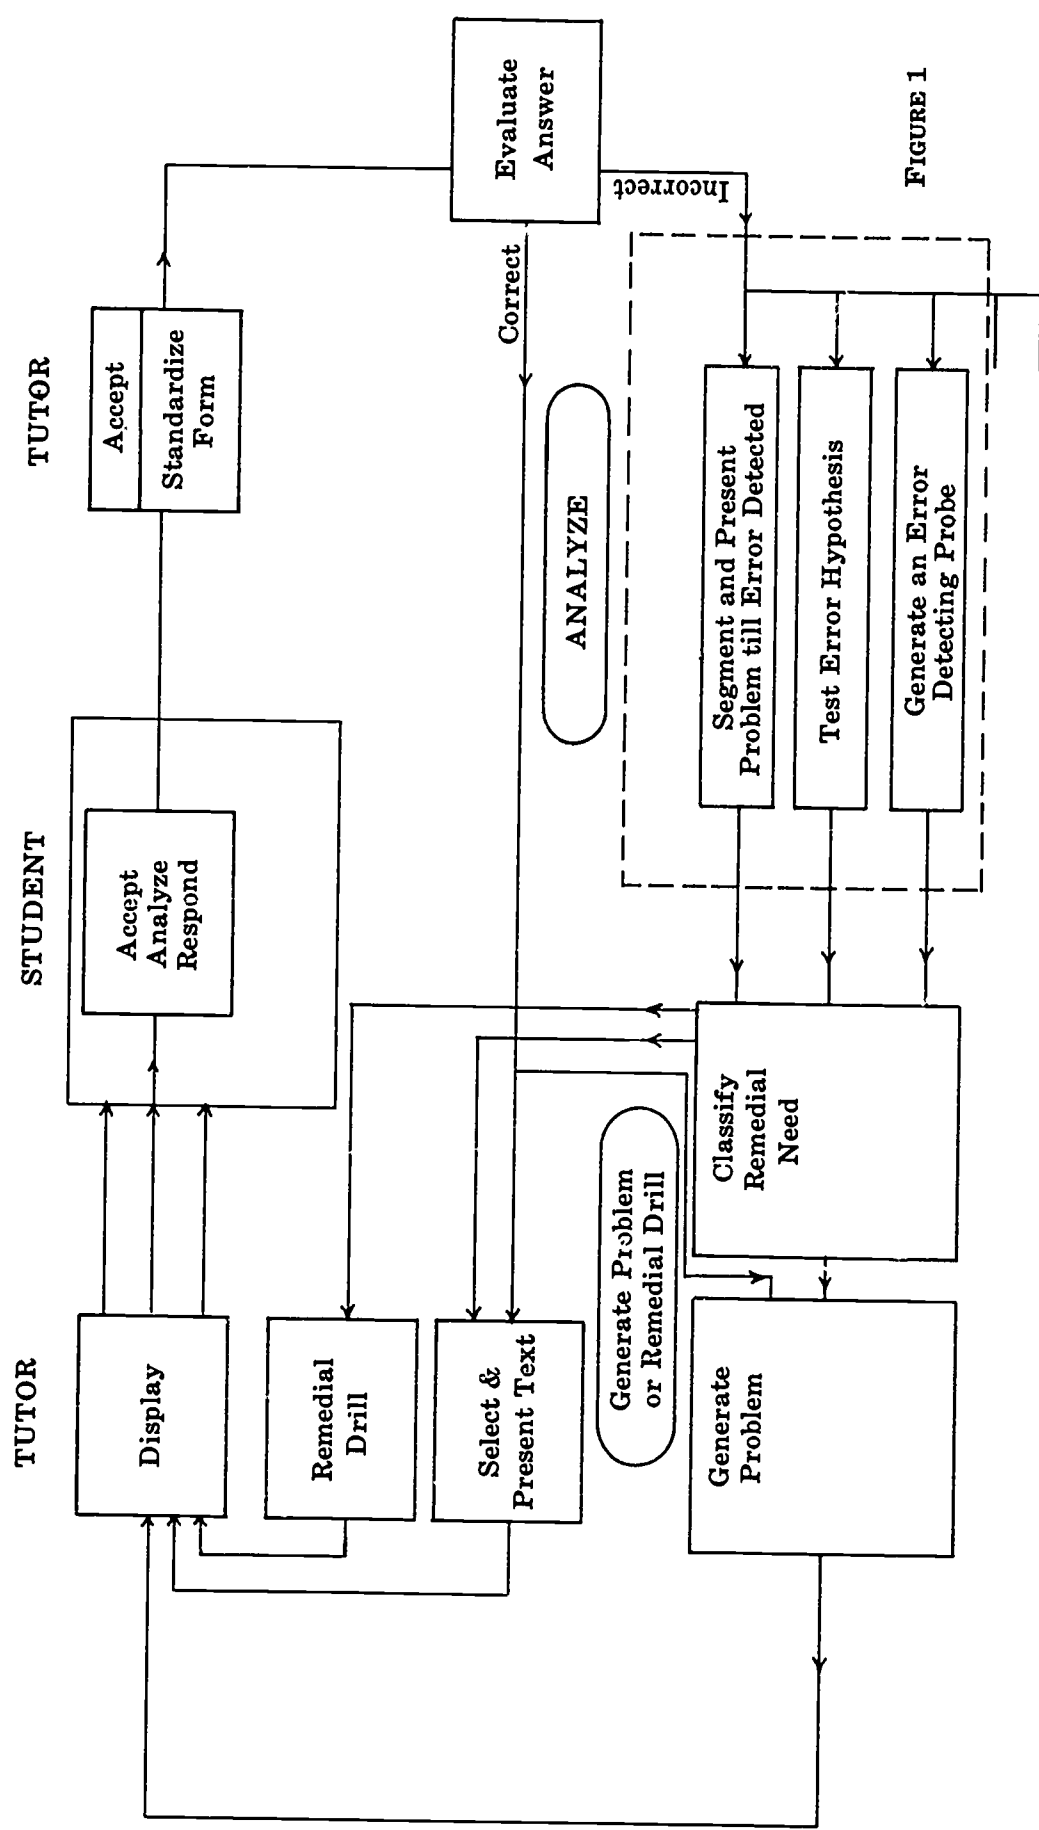 TUTOR
STUDENT
TUTOR
Display
Accept
Analyze
Respond
Accept
Standardize
Form
Remedial
Drill
Select &
Present Text
Correct
Evaluate
Answer
Incorrect
ANALYZE
Generate Problem
or Remedial Drill
Generate
Problem
Classify
Remedial
Need
Segment and Present
Problem till Error Detected
Test Error Hypothesis
Generate an Error
Detecting Probe
FIGURE 1